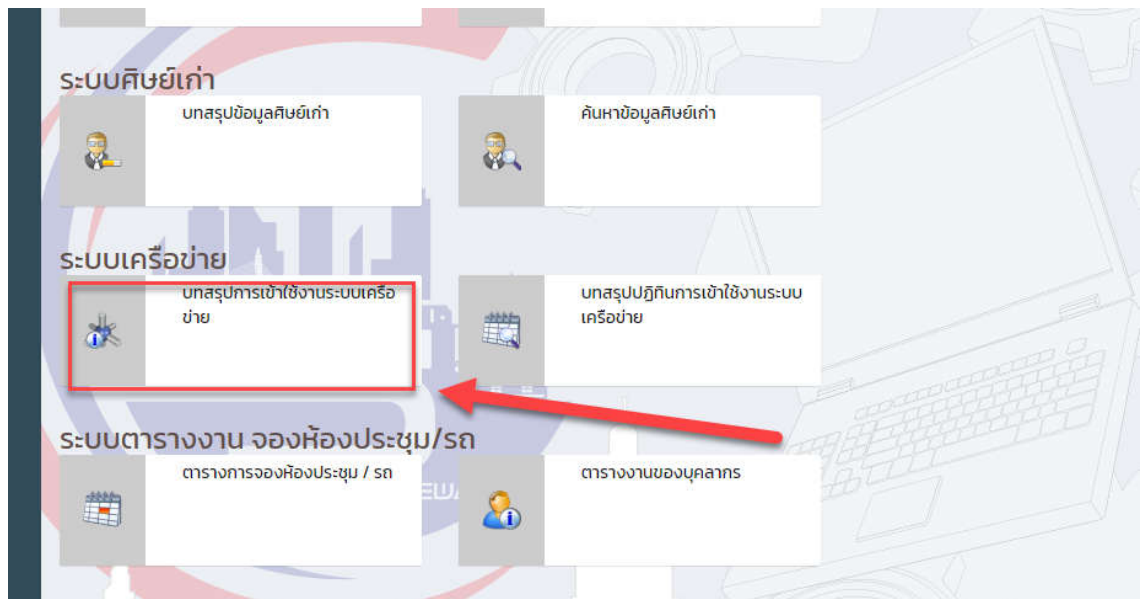 ระบบศิษย์เก่า
บทสรุปข้อมูลศิษย์เก่า
ค้นหาข้อมูลศิษย์เก่า
ระบบเครือข่าย
บทสรุปการเข้าใช้งานระบบเครือ
ข่าย
บทสรุปปฏิทินการเข้าใช้งานระบบ
เครือข่าย
ระบบตารางงาน จองห้องประชุม/รถ
ตารางการจองห้องประชุม / รถ
ตารางงานของบุคลากร